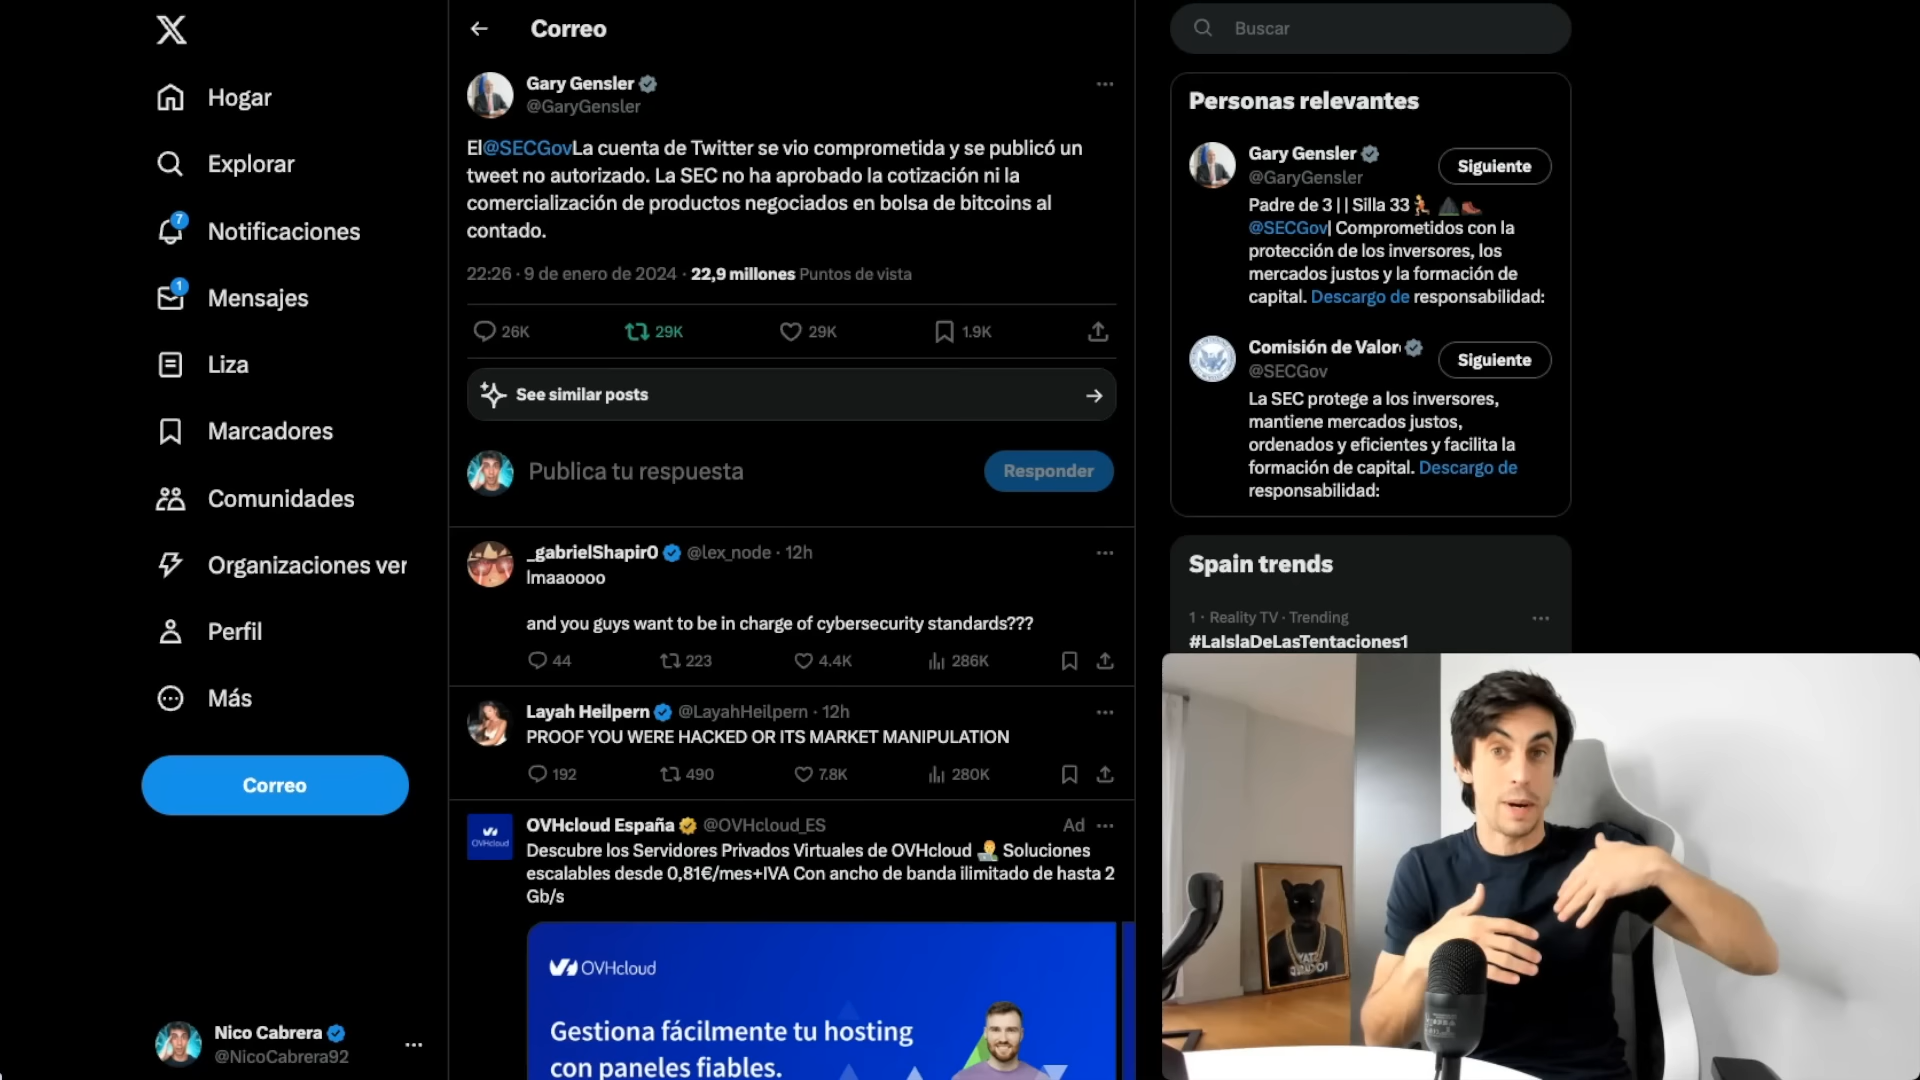 Hogar
Explorar
7
Notificaciones
1
Mensajes
Liza
Marcadores
Comunidades
Organizaciones ver
Perfil
Más
Correo
Nico Cabrera
@NicoCabrera92
Correo
Gary Gensler
@GaryGensler
El@SECGovLa cuenta de Twitter se vio comprometida y se publicó un
tweet no autorizado. La SEC no ha aprobado la cotización ni la
comercialización de productos negociados en bolsa de bitcoins al
contado.
22:26 · 9 de enero de 2024 · 22,9 millones Puntos de vista
26K 29K 29K 1.9K
See similar posts
Publica tu respuesta
Responder
_gabrielShapir0 @lex_node · 12h
lmaaoooo
and you guys want to be in charge of cybersecurity standards???
44 223 4.4K 286K
Layah Heilpern @LayahHeilpern · 12h
PROOF YOU WERE HACKED OR ITS MARKET MANIPULATION
192 490 7.8K 280K
OVHcloud España @OVHcloud_ES Ad
OVHcloud
Descubre los Servidores Privados Virtuales de OVHcloud Soluciones
escalables desde 0,81€/mes+IVA Con ancho de banda ilimitado de hasta 2
Gb/s
OVHcloud
Gestiona fácilmente tu hosting
con paneles fiables.
Buscar
Personas relevantes
Gary Gensler
@GaryGensler
Siguiente
Padre de 3 || Silla 33
@SECGov| Comprometidos con la
protección de los inversores, los
mercados justos y la formación de
capital. Descargo de responsabilidad:
Comisión de Valor
@SECGov
Siguiente
La SEC protege a los inversores,
mantiene mercados justos,
ordenados y eficientes y facilita la
formación de capital. Descargo de
responsabilidad:
Spain trends
1 · Reality TV · Trending
#LaIslaDeLasTentaciones1